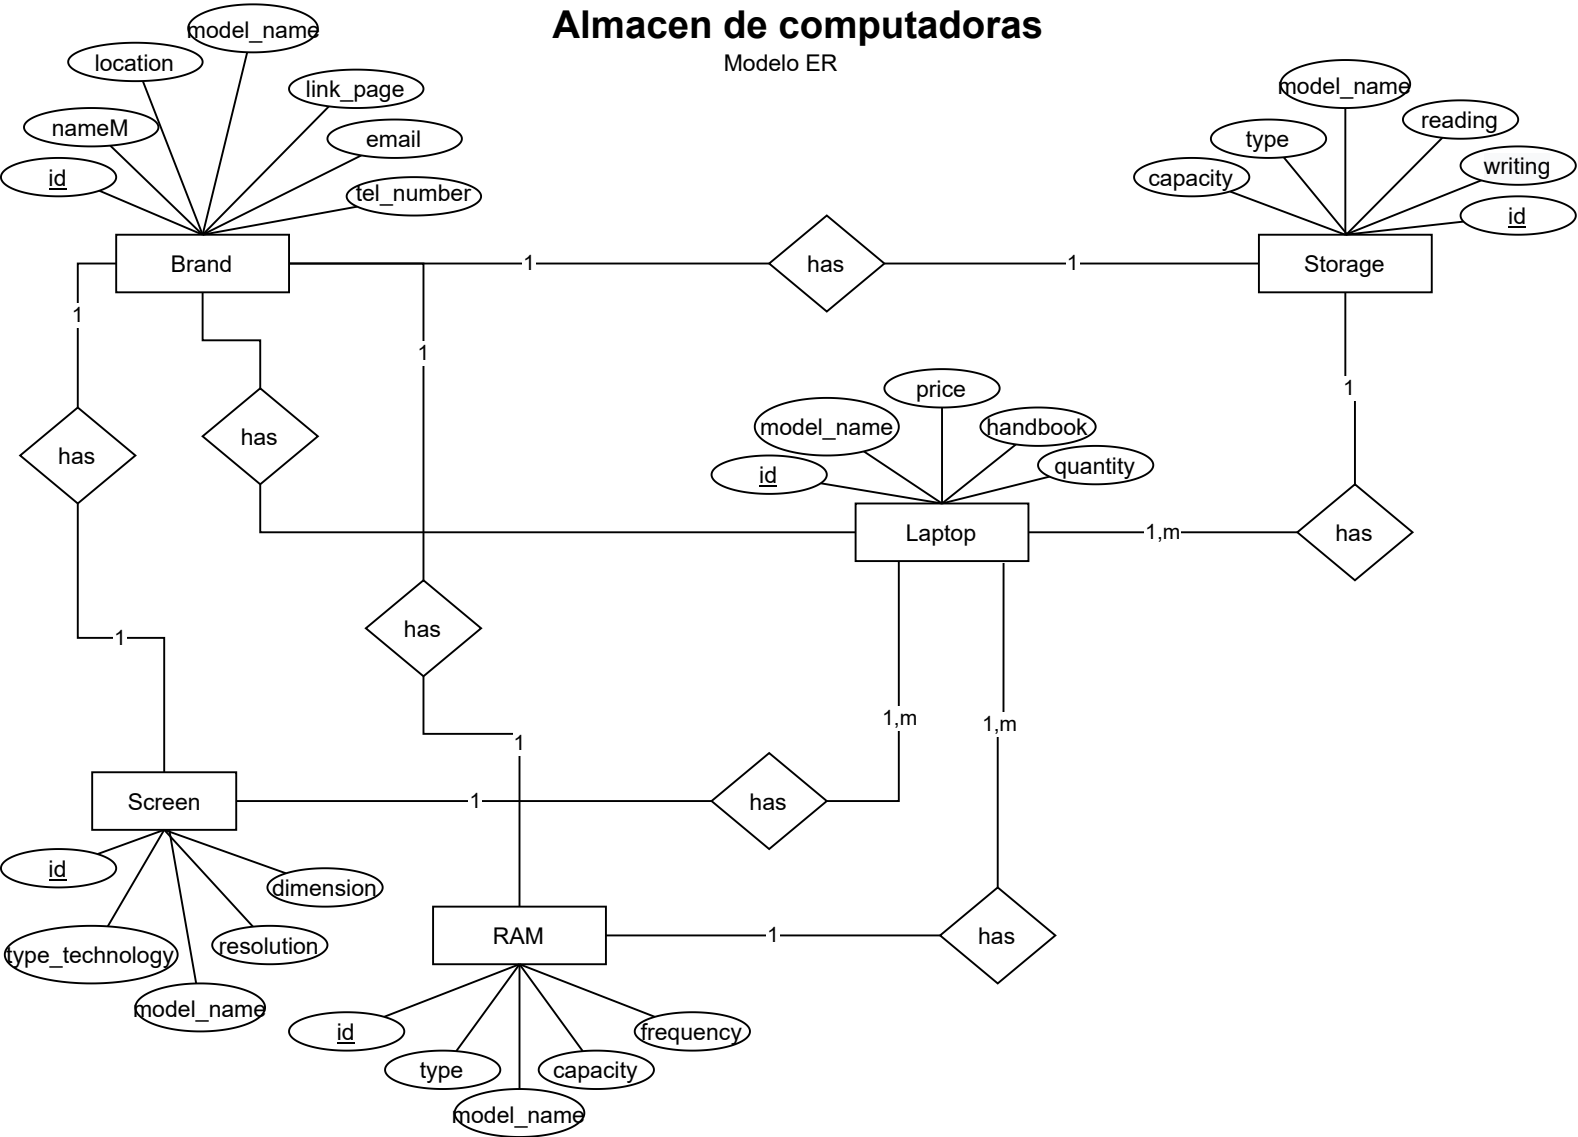 Almacen de computadoras
Modelo ER
model_name
location
link_page
nameM
email
id
tel_number
Brand
model_name
reading
type
writing
capacity
id
Storage
has
1
1
1
1
1
has
has
price
model_name
handbook
id
quantity
Laptop
1,m
has
has
1
1,m
1,m
1
Screen
1
has
id
dimension
type_technology
resolution
model_name
RAM
1
has
id
frequency
type
capacity
model_name